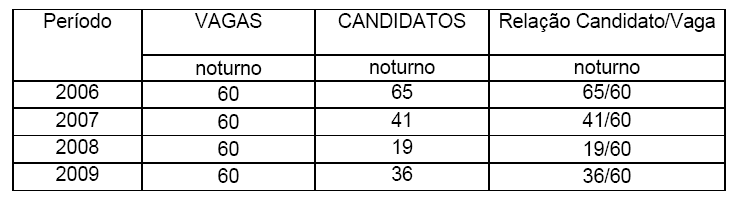 Período VAGAS CANDIDATOS Relação Candidato/Vaga
noturno noturno noturno
2006 60 65 65/60
2007 60 41 41/60
2008 60 19 19/60
2009 60 36 36/60